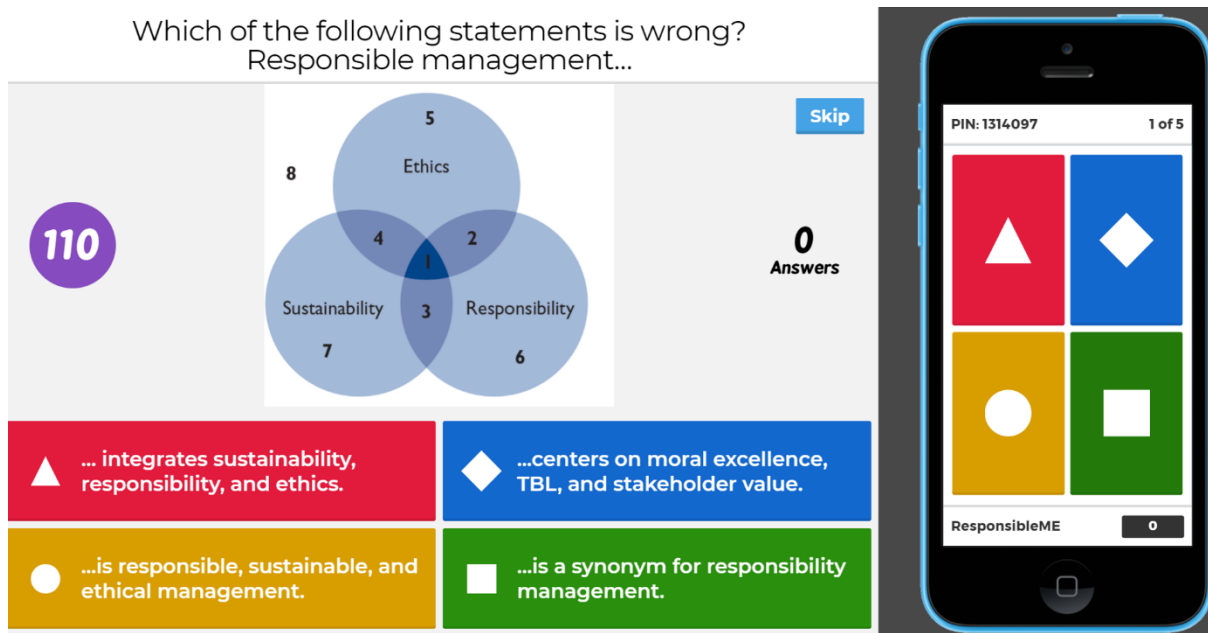 Which of the following statements is wrong?
Responsible management...
5
Ethics
8
4
2
1
Sustainability
3
Responsibility
7
6
110
Skip
0
Answers
... integrates sustainability,
responsibility, and ethics.
...centers on moral excellence,
TBL, and stakeholder value.
...is responsible, sustainable, and
ethical management.
...is a synonym for responsibility
management.
PIN: 1314097
1 of 5
ResponsibleME
0